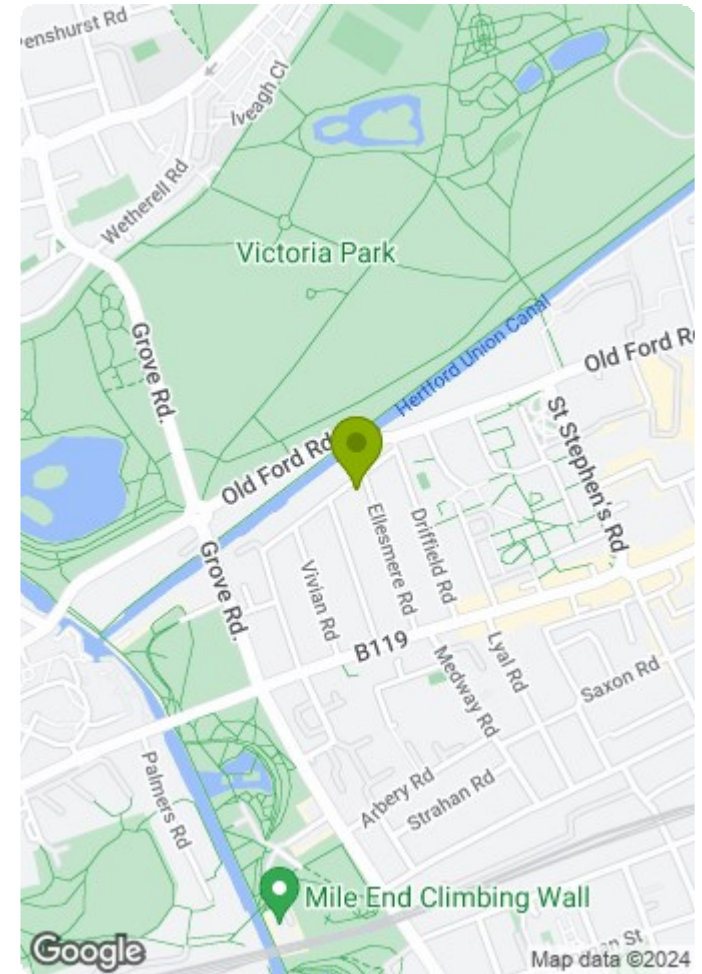 Penshurst Rd
Iveagh Cl
Wetherell Rd
Victoria Park
Grove Rd.
Hertford Union Canal
Old Ford R
Old Ford Rd
St Stephen's Rd
Ellesmere Rd
Driffield Rd
Vivian Rd
Grove Rd.
B119
Lyal Rd
Medway Rd
Saxon Rd
Palmers Rd
Arbery Rd
Strahan Rd
Mile End Climbing Wall
an St
Google
Map data ©2024